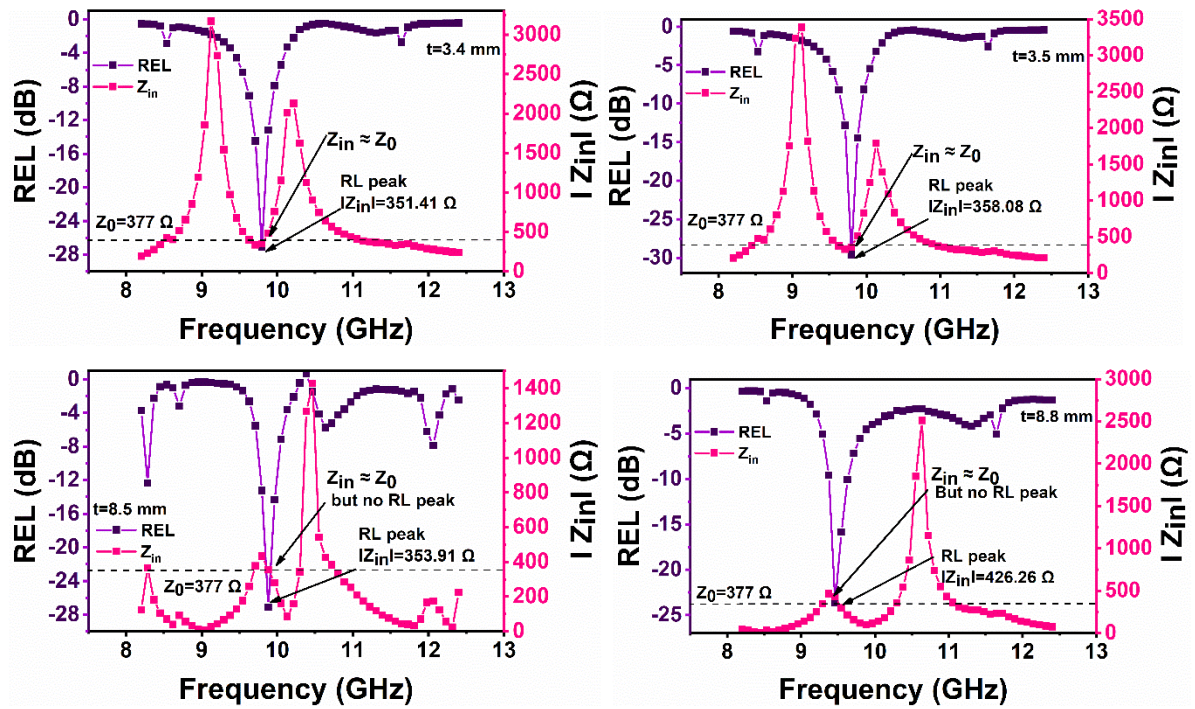 0
-4
-8
-12
-16
-20
-24
-28
REL (dB)
REL
Zin
t=3.4 mm
Zin ≈ Z0
RL peak
IZinI=351.41 Ω
Z0=377 Ω
3000
2500
2000
1500
1000
500
0
I ZinI (Ω)
8
9
10
11
12
13
Frequency (GHz)
0
-5
-10
-15
-20
-25
-30
REL (dB)
REL
Zin
t=3.5 mm
Zin ≈ Z0
RL peak
IZinI=358.08 Ω
Z0=377 Ω
3500
3000
2500
2000
1500
1000
500
0
I ZinI (Ω)
8
9
10
11
12
13
Frequency (GHz)
0
-4
-8
-12
-16
-20
-24
-28
REL (dB)
t=8.5 mm
REL
Zin
Zin ≈ Z0
but no RL peak
RL peak
IZinI=353.91 Ω
Z0=377 Ω
1400
1200
1000
800
600
400
200
0
I ZinI (Ω)
8
9
10
11
12
13
Frequency (GHz)
0
-5
-10
-15
-20
-25
REL (dB)
REL
Zin
t=8.8 mm
Zin ≈ Z0
But no RL peak
RL peak
IZinI=426.26 Ω
Z0=377 Ω
3000
2500
2000
1500
1000
500
0
I ZinI (Ω)
8
9
10
11
12
13
Frequency (GHz)